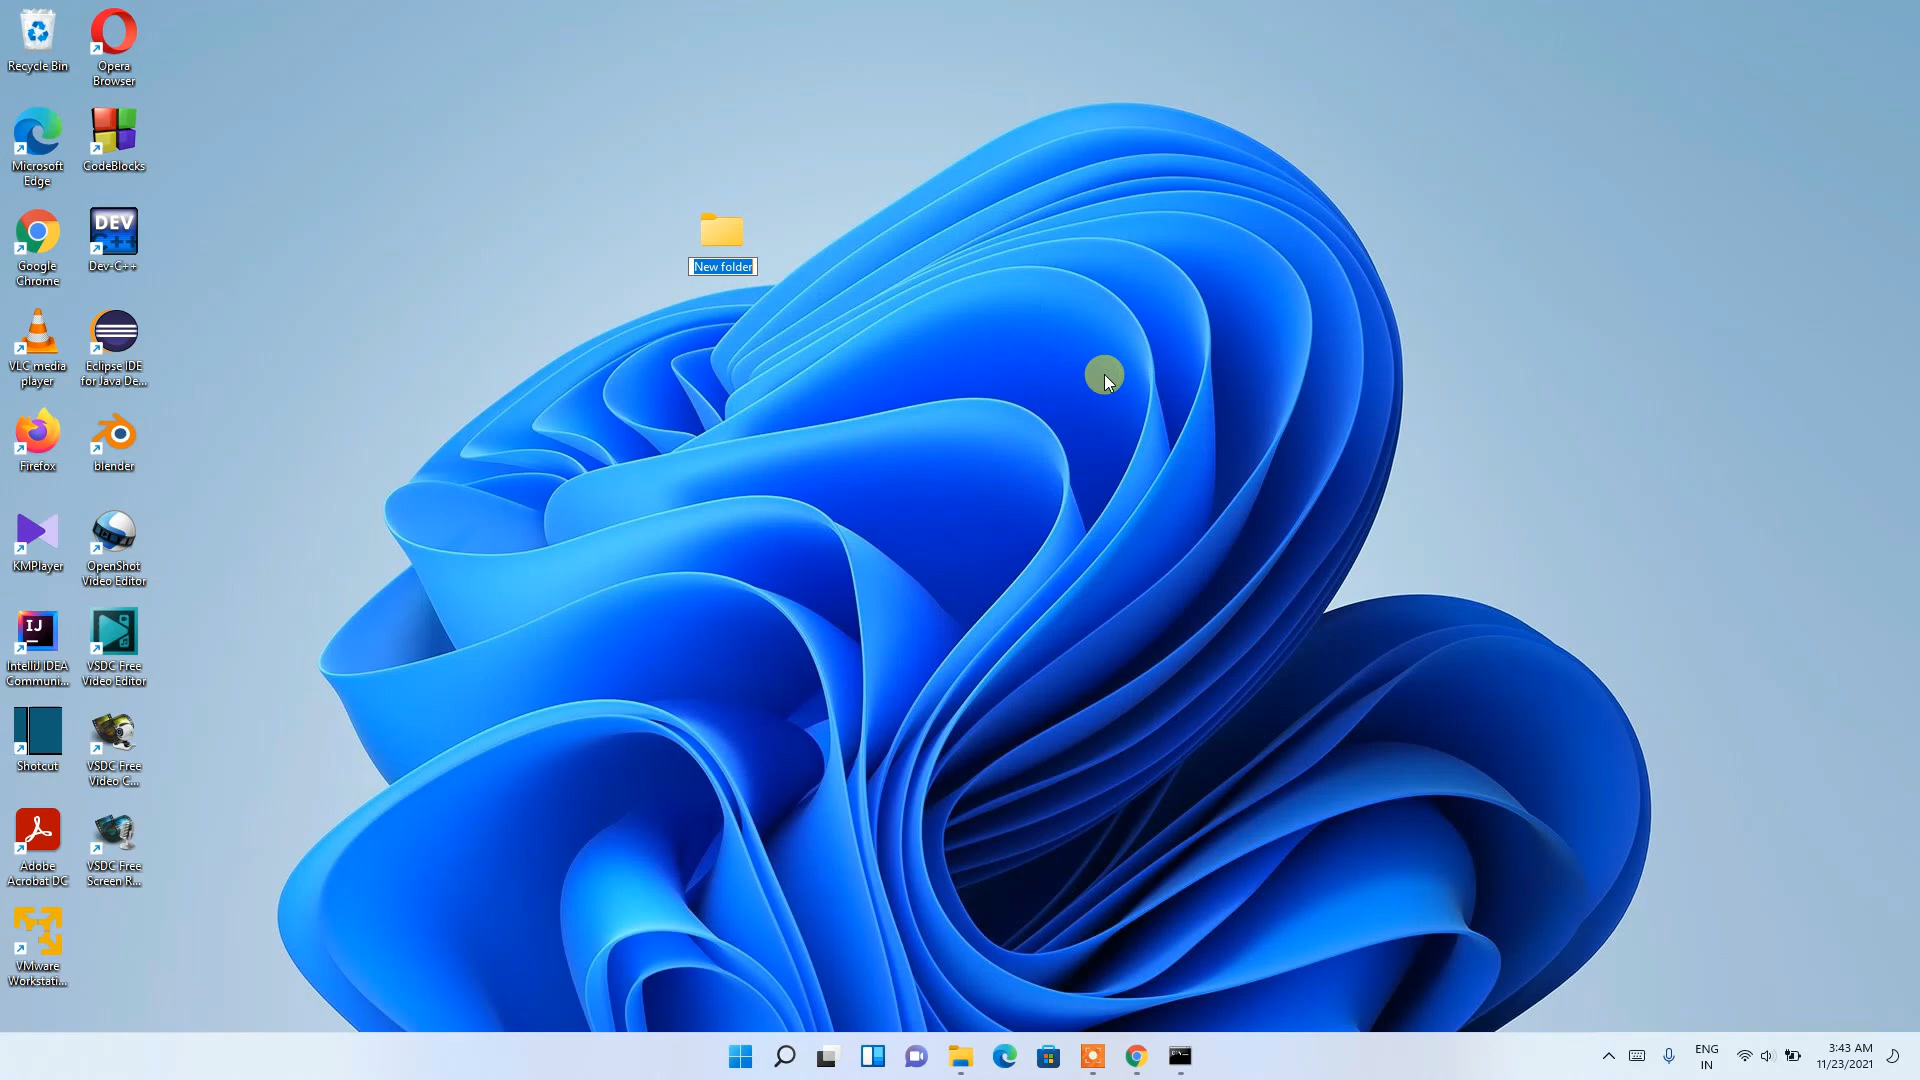 Recycle Bin
Opera
Browser
Microsoft
Edge
CodeBlocks
Google
Chrome
DEV
C++
Dev-C++
VLC media
player
Eclipse IDE
for Java De...
Firefox
blender
KMPlayer
OpenShot
Video Editor
IJ
IntelliJ IDEA
Communi...
VSDC Free
Video Editor
Shotcut
VSDC Free
Video C...
Adobe
Acrobat DC
VSDC Free
Screen R...
VMware
Workstati...
New folder
ENG
IN
3:43 AM
11/23/2021